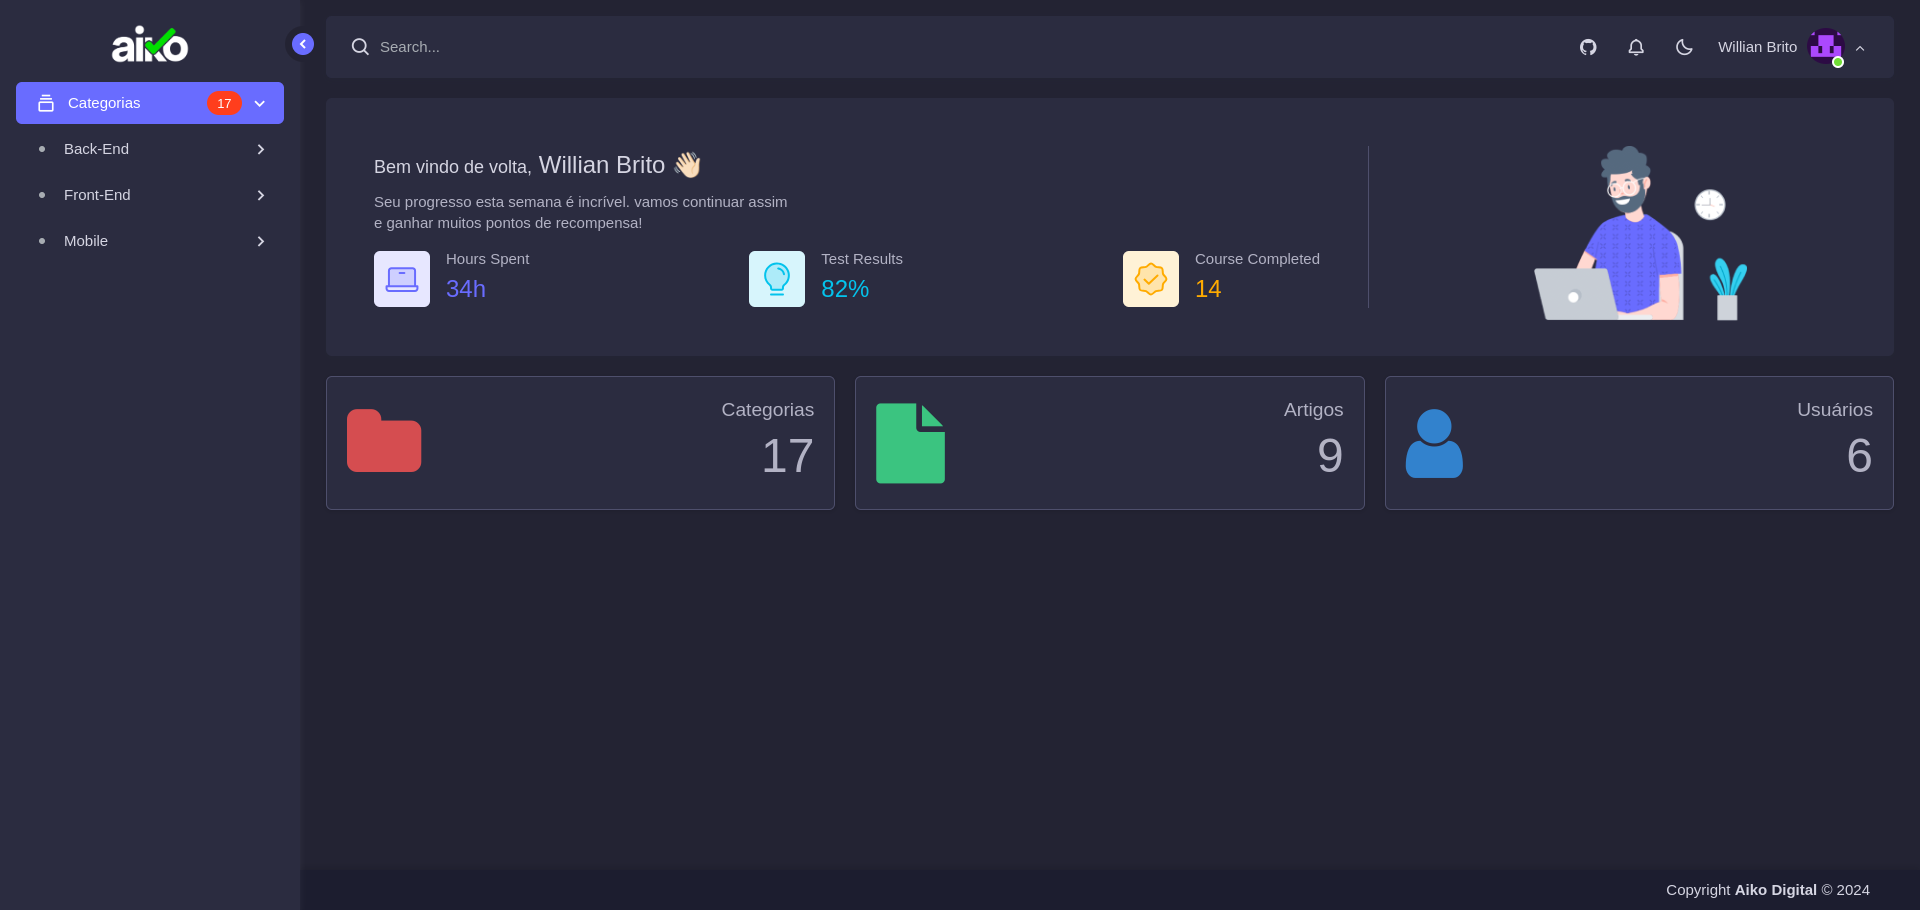 aiko
Search...
Willian Brito
Categorias 17
Back-End
Front-End
Mobile
Bem vindo de volta, Willian Brito 👋🏻
Seu progresso esta semana é incrível. vamos continuar assim
e ganhar muitos pontos de recompensa!
Hours Spent
34h
Test Results
82%
Course Completed
14
Categorias
17
Artigos
9
Usuários
6
Copyright Aiko Digital © 2024